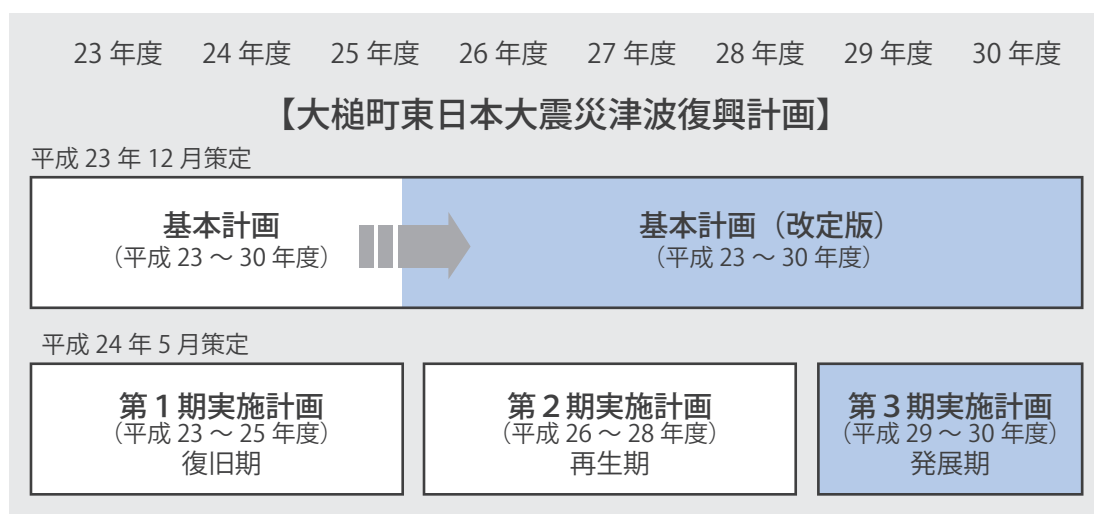 23 年度 24 年度 25 年度 26 年度 27 年度 28 年度 29 年度 30 年度
【大槌町東日本大震災津波復興計画】
平成 23 年 12 月策定
基本計画
（平成 23 ～ 30 年度）
基本計画（改定版）
（平成 23 ～ 30 年度）
平成 24 年 5 月策定
第１期実施計画
（平成 23 ～ 25 年度）
復旧期
第２期実施計画
（平成 26 ～ 28 年度）
再生期
第３期実施計画
（平成 29 ～ 30 年度）
発展期